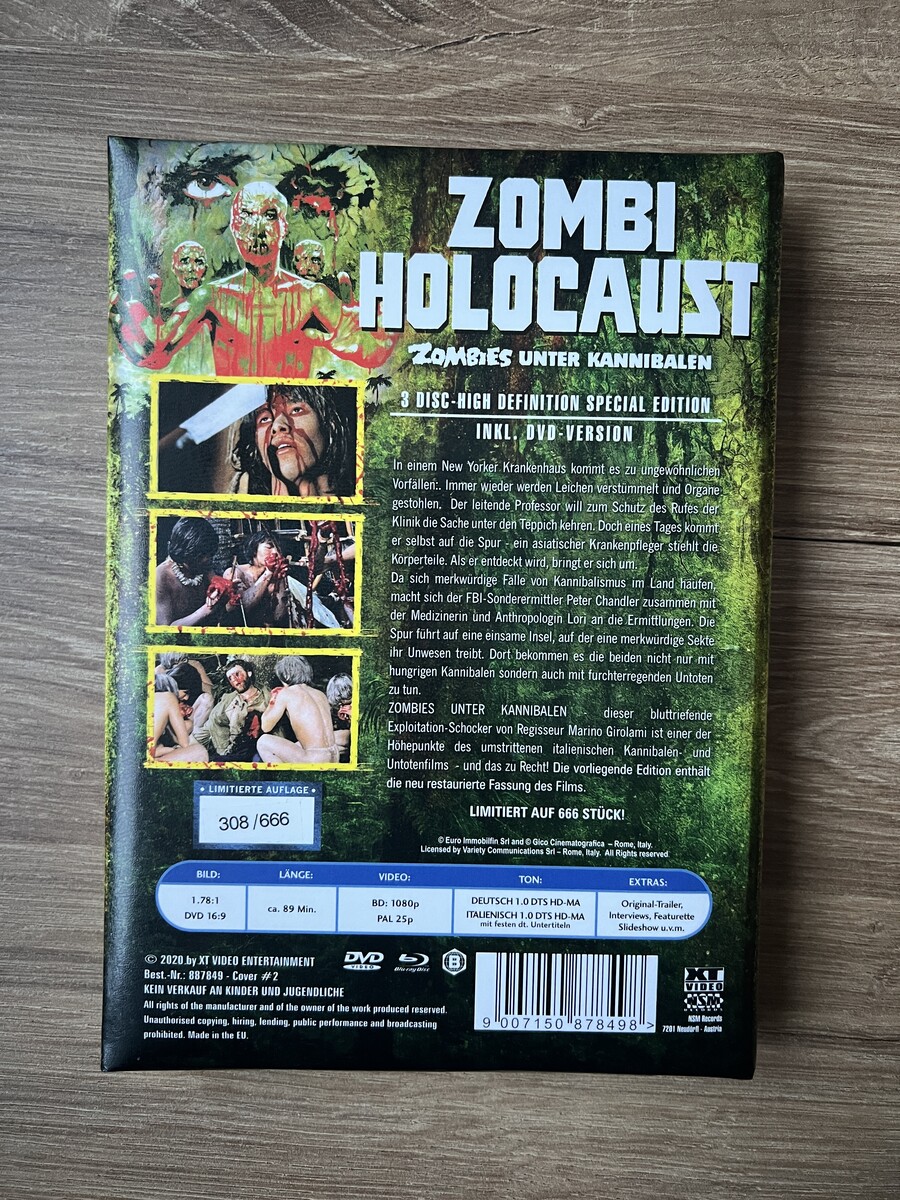 ZOMBI
HOLOCAUST
ZOMBIES UNTER KANNIBALEN
3 DISC-HIGH DEFINITION SPECIAL EDITION
INKL. DVD-VERSION
In einem New Yorker Krankenhaus kommt es zu ungewöhnlichen
Vorfällen:. Immer wieder werden Leichen verstümmelt und Organe
gestohlen. Der leitende Professor will zum Schutz des Rufes der
Klinik die Sache unter den Teppich kehren. Doch eines Tages kommt
er selbst auf die Spur - ein asiatischer Krankenpfleger stiehlt die
Körperteile. Als er entdeckt wird, bringt er sich um.
Da sich merkwürdige Fälle von Kannibalismus im Land häufen,
macht sich der FBI-Sonderermittler Peter Chandler zusammen mit
der Medizinerin und Anthropologin Lori an die Ermittlungen. Die
Spur führt auf eine einsame Insel, auf der eine merkwürdige Sekte
ihr Unwesen treibt. Dort bekommen es die beiden nicht nur mit
hungrigen Kannibalen sondern auch mit furchterregenden Untoten
zu tun.
ZOMBIES UNTER KANNIBALEN dieser bluttriefende
Exploitation-Schocker von Regisseur Marino Girolami ist einer der
Höhepunkte des umstrittenen italienischen Kannibalen- und
Untotenfilms - und das zu Recht! Die vorliegende Edition enthält
die neu restaurierte Fassung des Films.
LIMITIERT AUF 666 STÜCK!
• LIMITIERTE AUFLAGE •
308/666
© Euro Immobilfin Srl and © Gico Cinematografica – Rome, Italy.
Licensed by Variety Communications Srl – Rome, Italy. All Rights reserved.
BILD: LÄNGE: VIDEO: TON: EXTRAS:
1.78:1
DVD 16:9
ca. 89 Min.
BD: 1080p
PAL 25p
DEUTSCH 1.0 DTS HD-MA
ITALIENISCH 1.0 DTS HD-MA
mit festen dt. Untertiteln
Original-Trailer,
Interviews, Featurette
Slideshow u.v.m.
© 2020 by XT VIDEO ENTERTAINMENT
Best.-Nr.: 887849 - Cover #2
KEIN VERKAUF AN KINDER UND JUGENDLICHE
All rights of the manufacturer and of the owner of the work produced reserved.
Unauthorised copying, hiring, lending, public performance and broadcasting
prohibited. Made in the EU.
DVD
VIDEO
Blu-ray Disc
B
9 007150 878498 >
XT
VIDEO
NSM
RECORDS
NSM Records
7201 Neudörfl - Austria